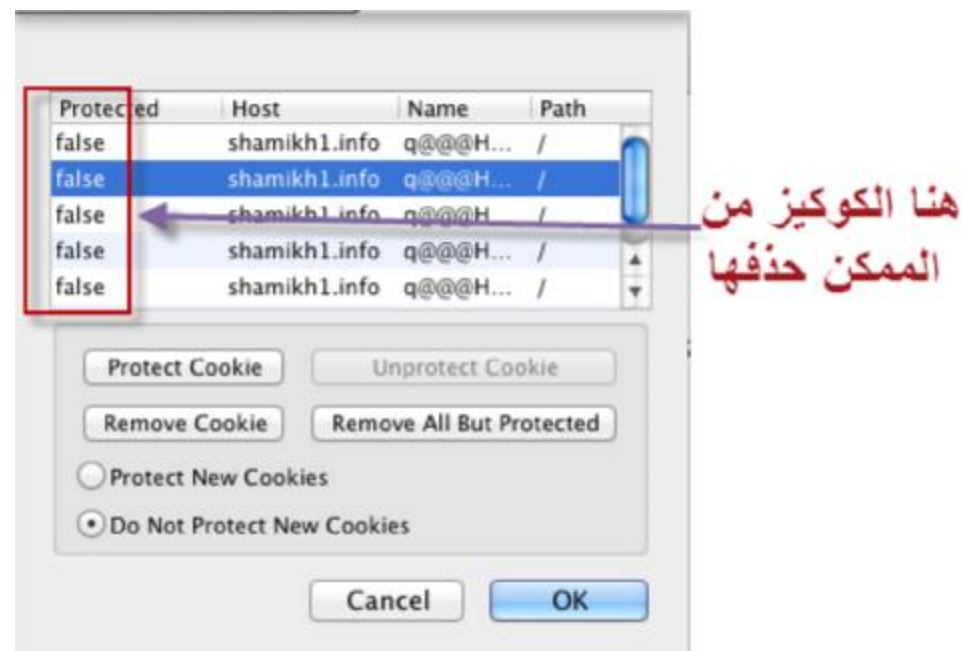 Protected Host Name Path
false shamikh1.info q@@@H... /
false shamikh1.info q@@@H... /
false shamikh1.info q@@@H... /
false shamikh1.info q@@@H... /
false shamikh1.info q@@@H... /
هنا الكوكيز من
الممكن حذفها
Protect Cookie Unprotect Cookie
Remove Cookie Remove All But Protected
Protect New Cookies
Do Not Protect New Cookies
Cancel OK